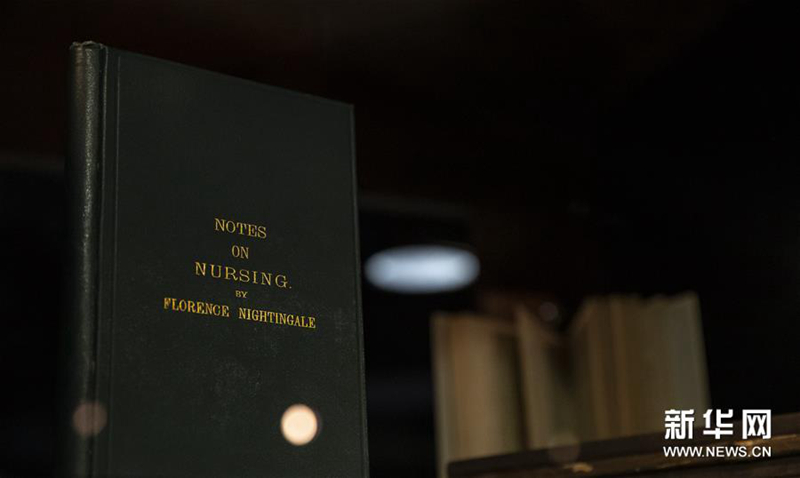 NOTES
ON
NURSING.
BY
FLORENCE NIGHTINGALE
新华网
WWW.NEWS.CN